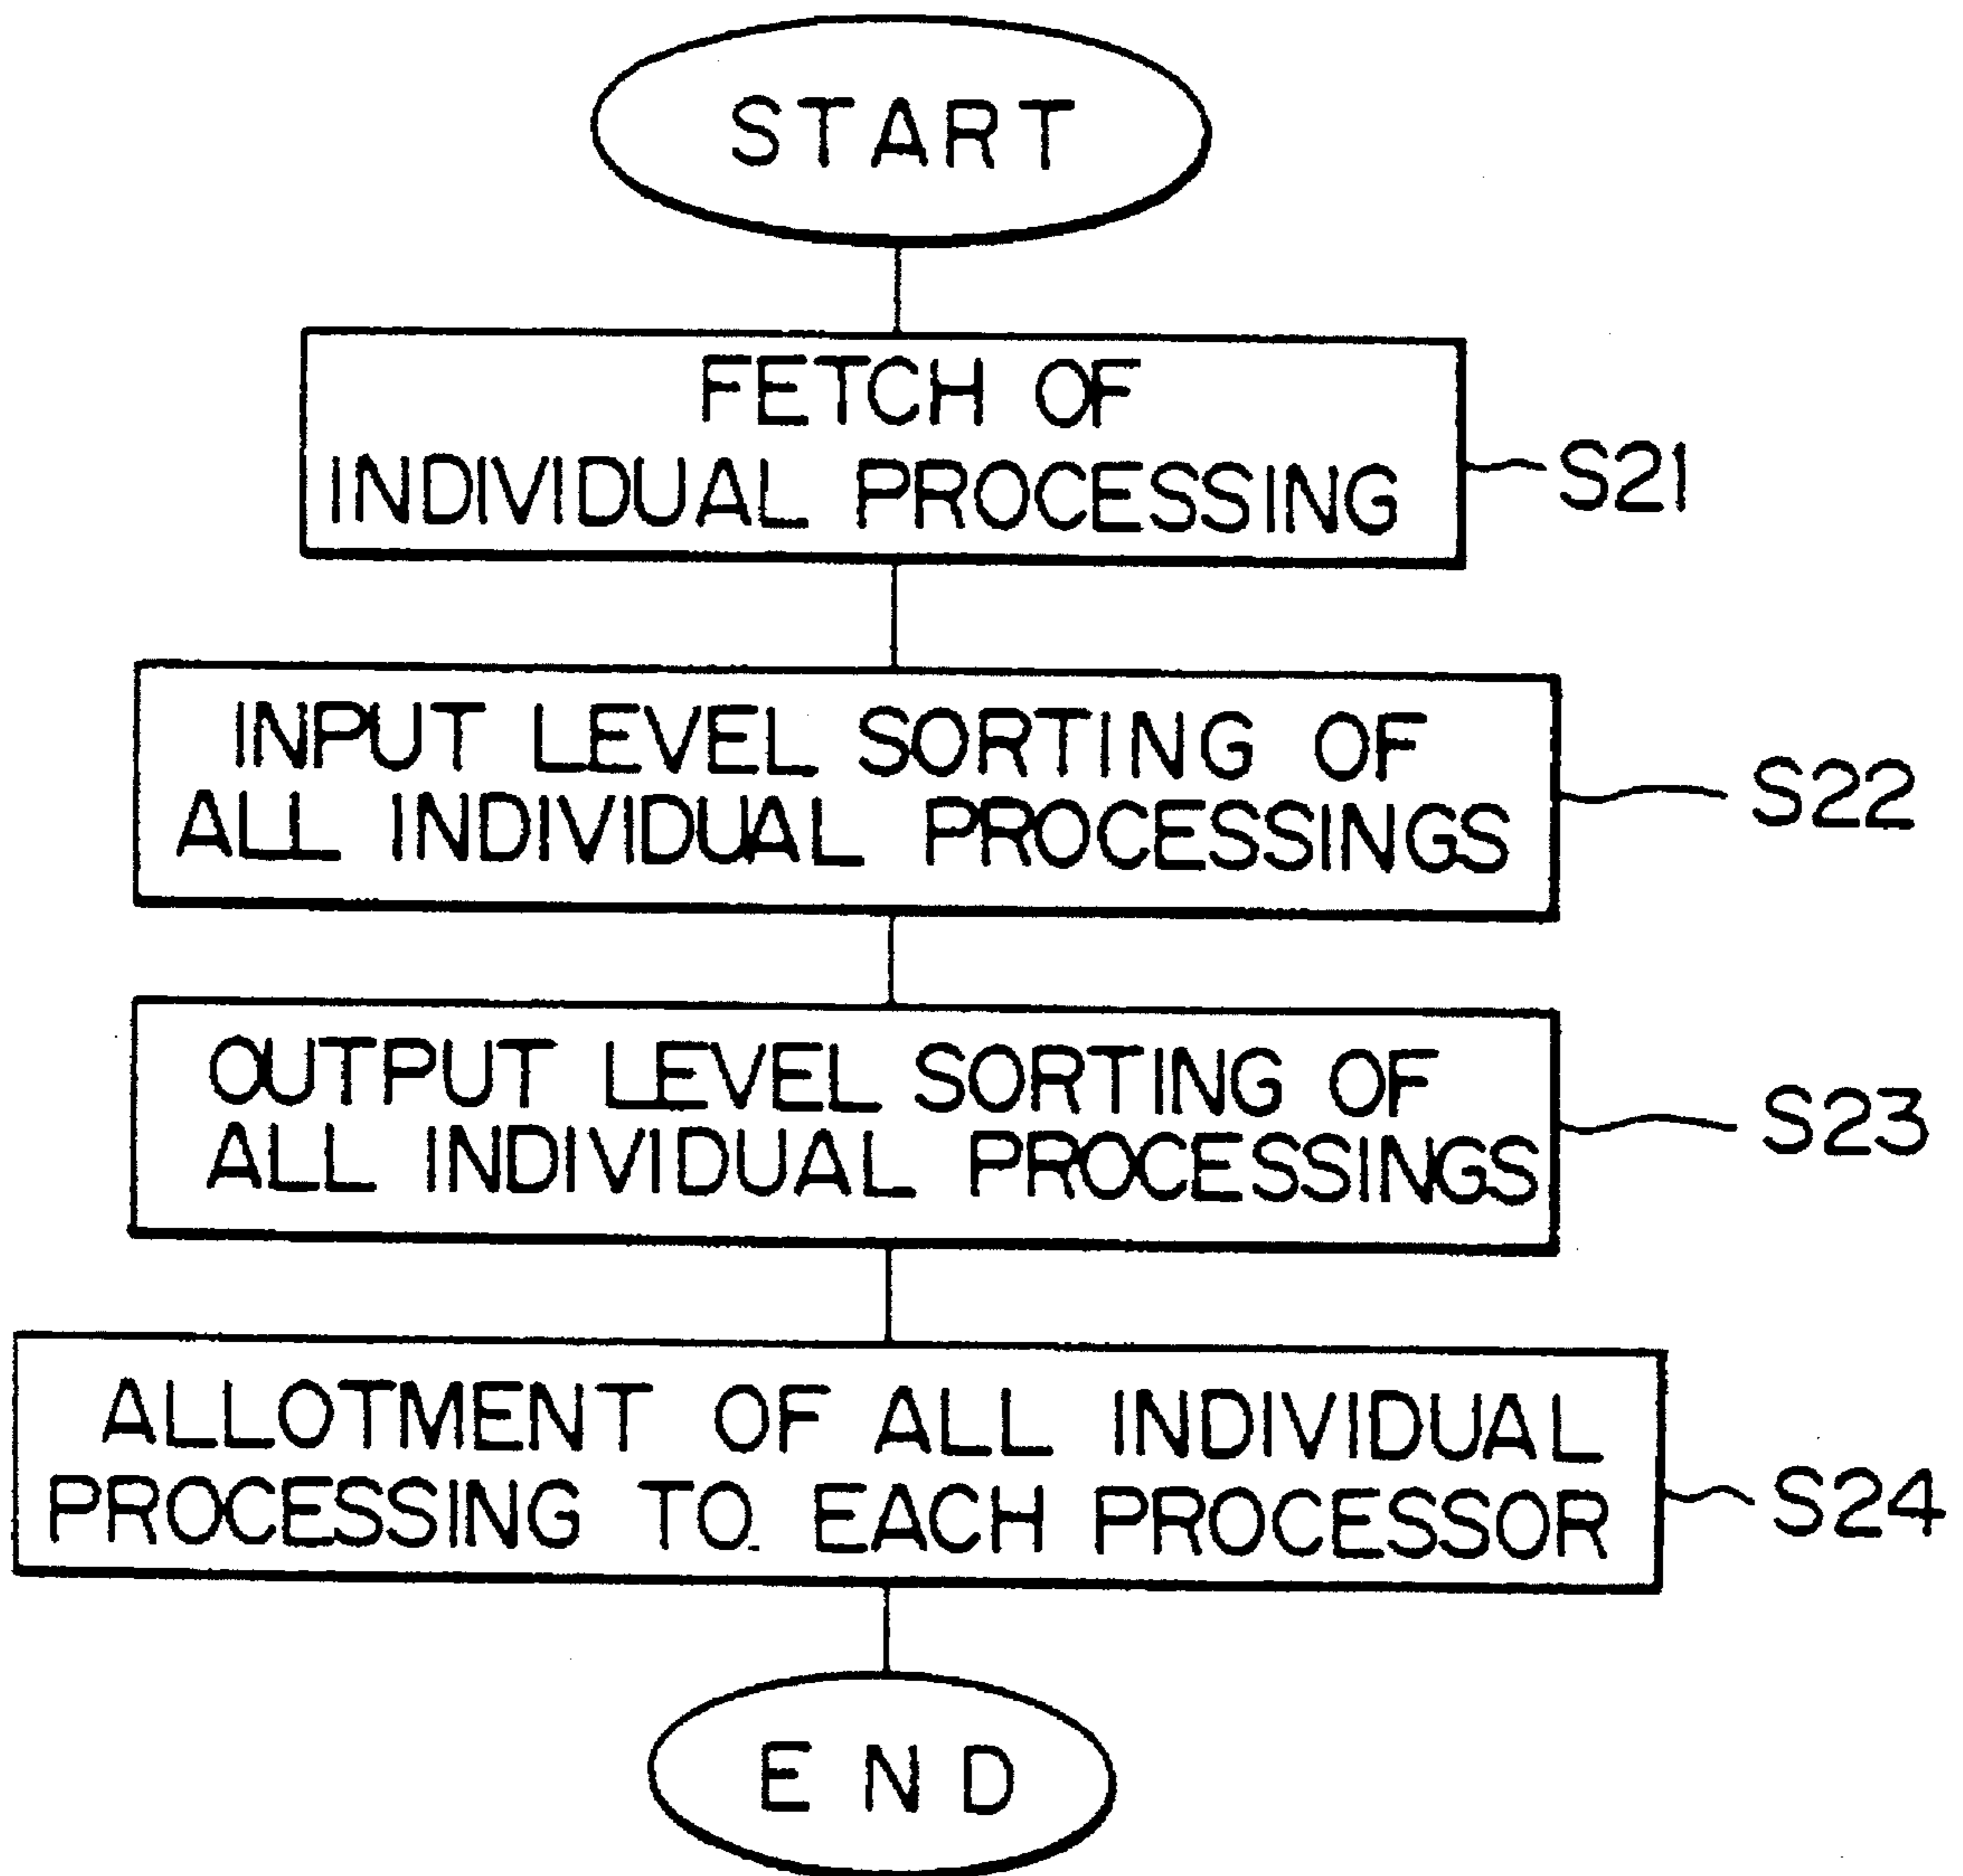 START
FETCH OF
INDIVIDUAL PROCESSING
S21
INPUT LEVEL SORTING OF
ALL INDIVIDUAL PROCESSINGS
S22
OUTPUT LEVEL SORTING OF
ALL INDIVIDUAL PROCESSINGS
S23
ALLOTMENT OF ALL INDIVIDUAL
PROCESSING TO EACH PROCESSOR
S24
END